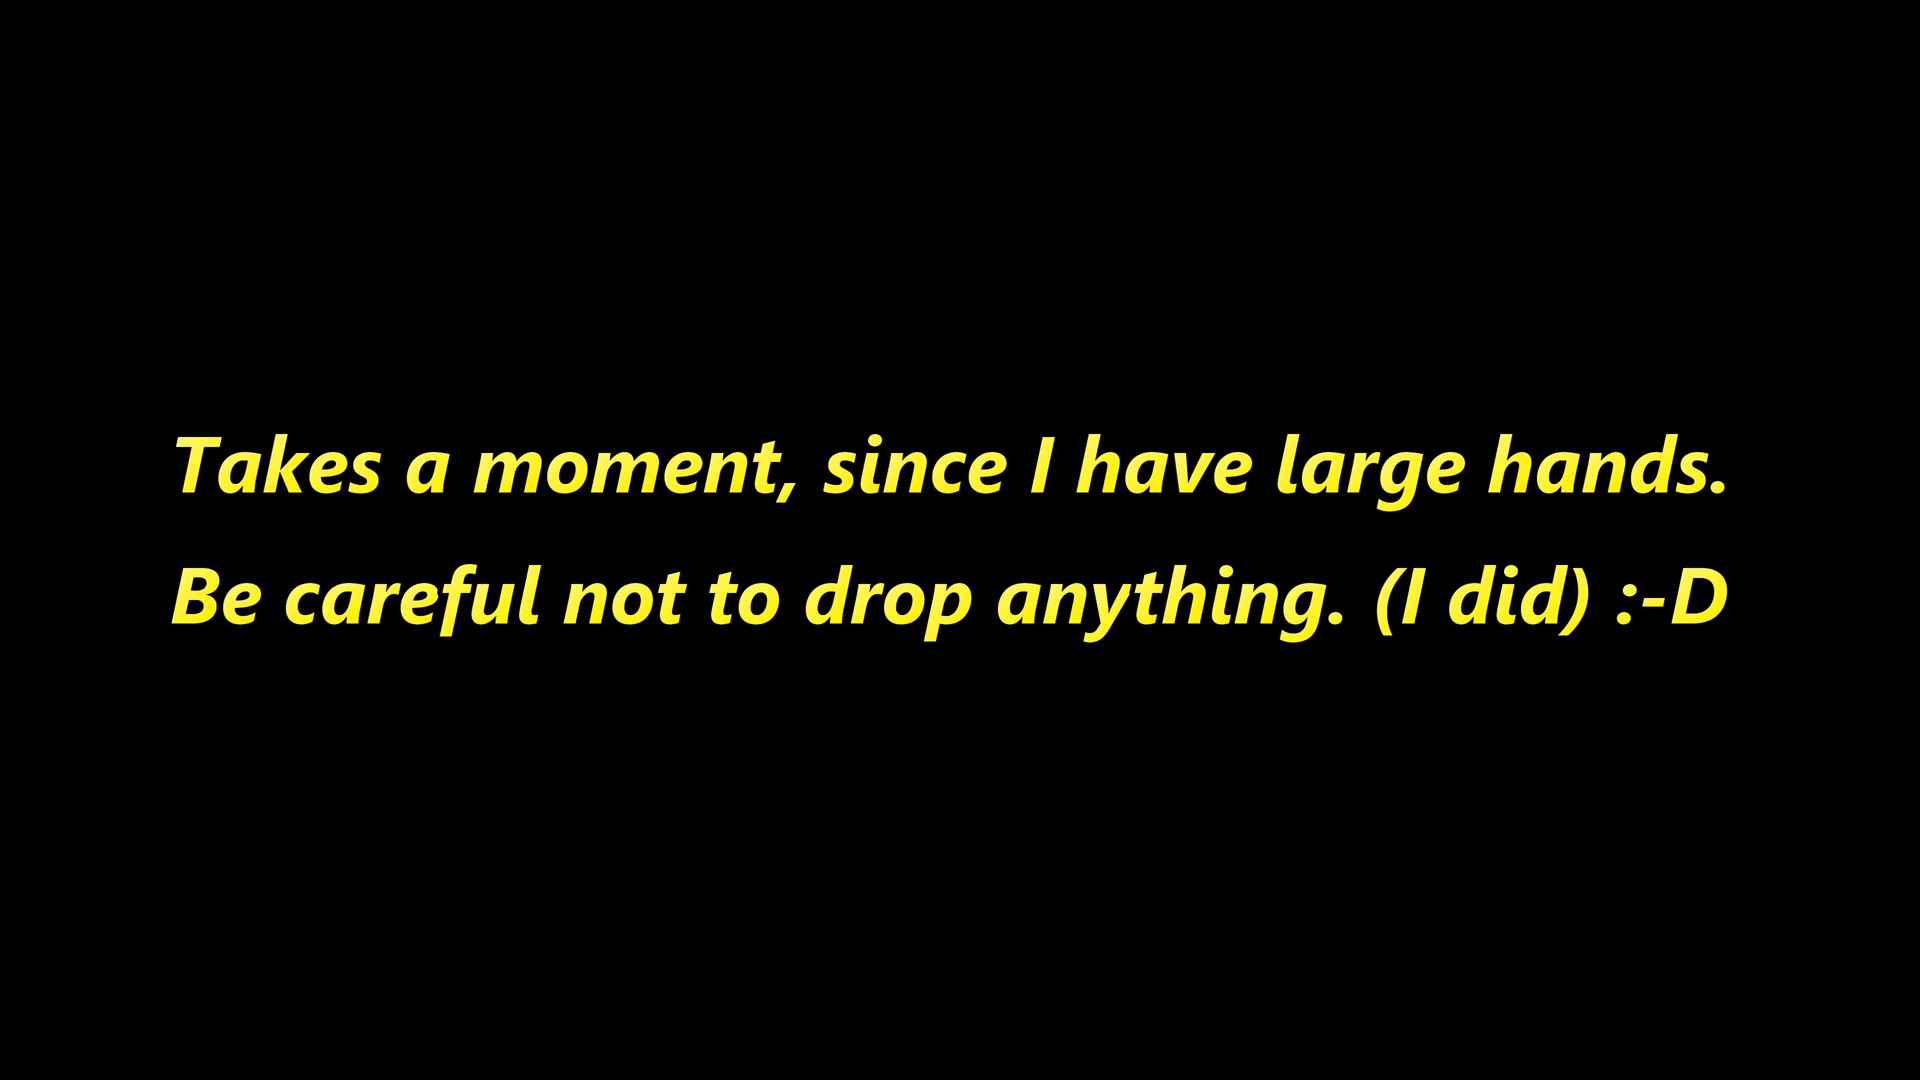 Takes a moment, since I have large hands.
Be careful not to drop anything. (I did) :-D